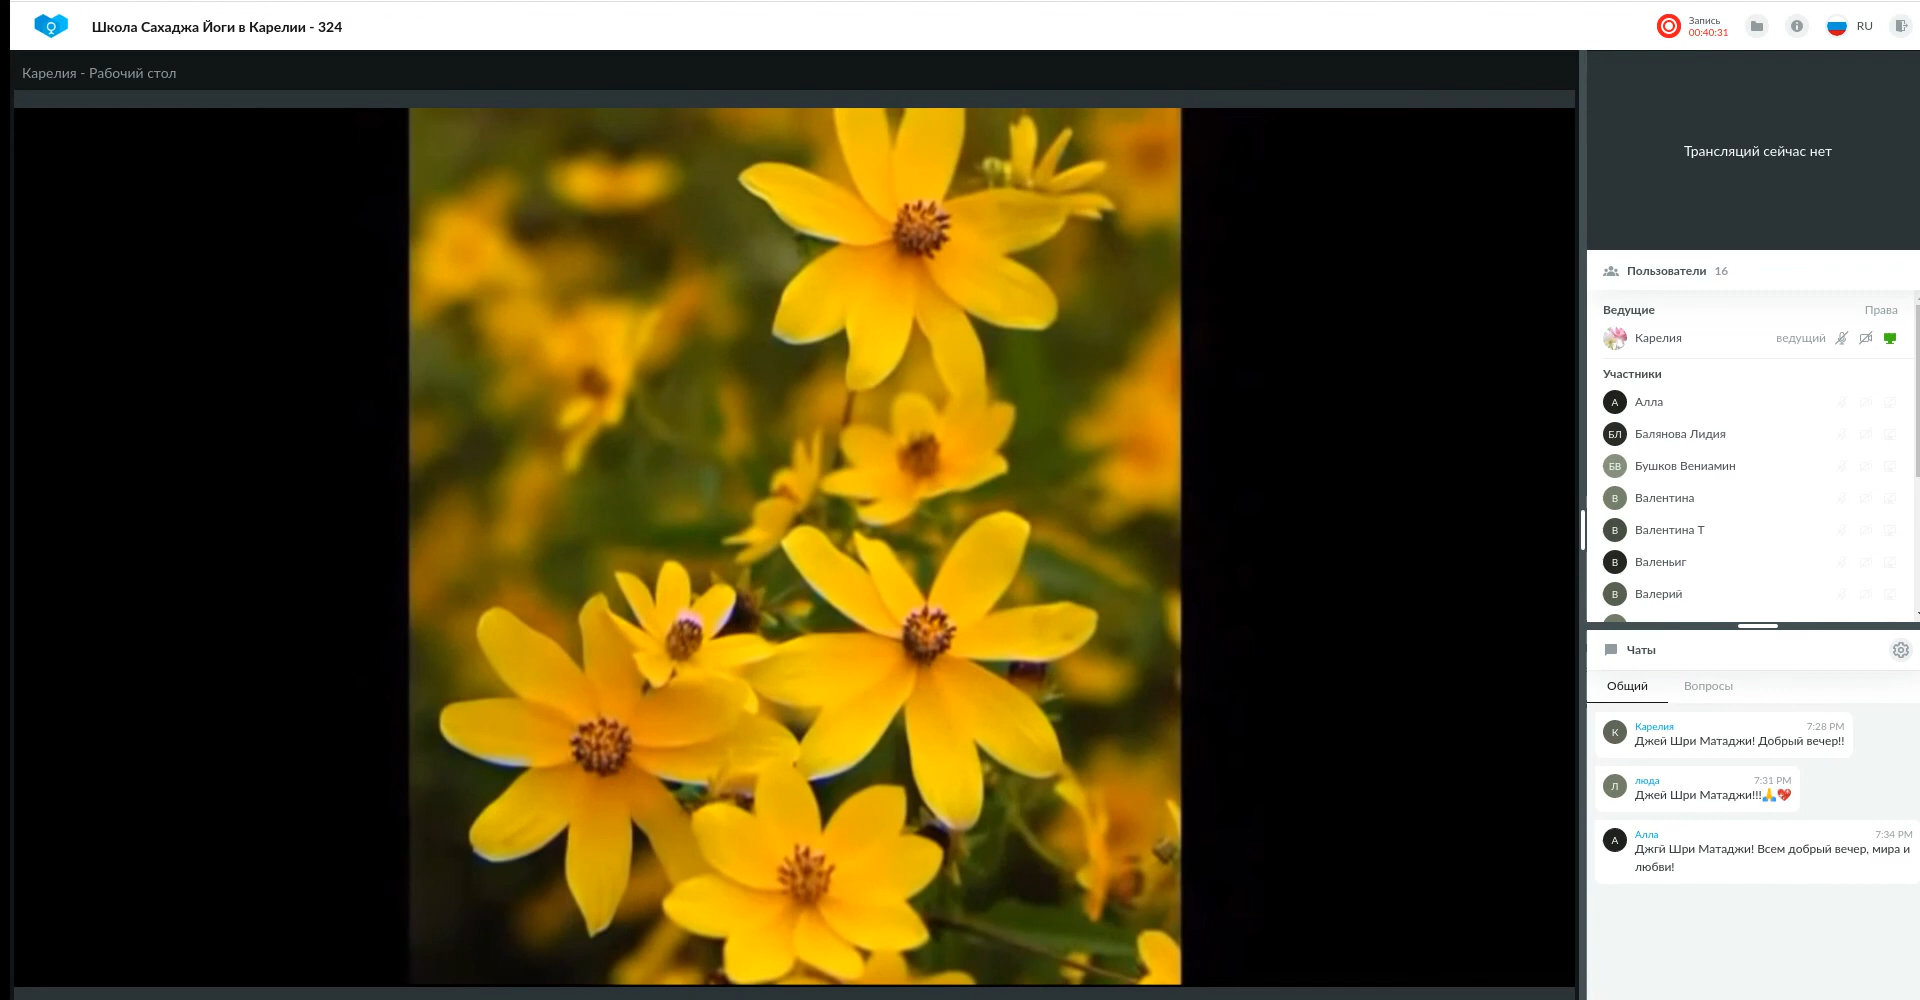 Школа Сахаджа Йоги в Карелии - 324
Запись
00:40:31
RU
Карелия - Рабочий стол
Трансляций сейчас нет
Пользователи 16
Ведущие Права
Карелия ведущий
Участники
А Алла
БЛ Балянова Лидия
БВ Бушков Вениамин
В Валентина
В Валентина Т
В Валеньиг
В Валерий
Чаты
Общий Вопросы
К Карелия 7:28 PM
Джей Шри Матаджи! Добрый вечер!!
Л люда 7:31 PM
Джей Шри Матаджи!!!🙏💖
А Алла 7:34 PM
Джгй Шри Матаджи! Всем добрый вечер, мира и
любви!